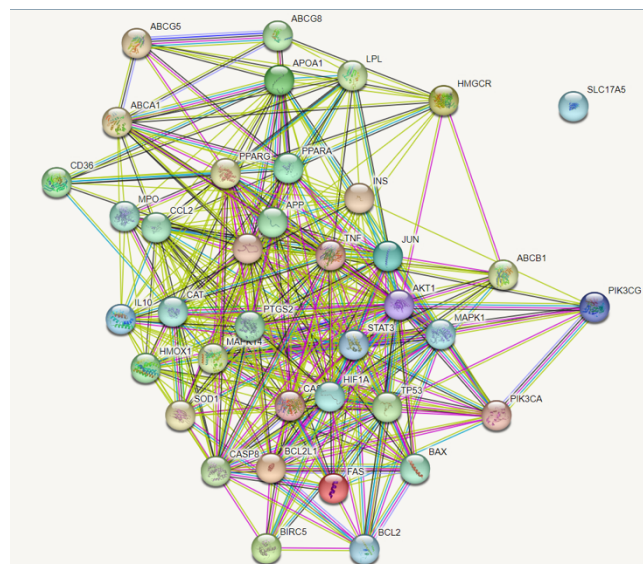 ABCG5
ABCG8
APOA1
LPL
HMGCR
SLC17A5
ABCA1
PPARG
PPARA
CD36
INS
MPO
CCL2
APP
TNF
JUN
ABCB1
AKT1
PIK3CG
IL10
CAT
PTGS2
MAPK1
STAT3
HMOX1
MAPK14
HIF1A
TP53
SOD1
PIK3CA
CASP8
BCL2L1
FAS
BAX
BIRC5
BCL2